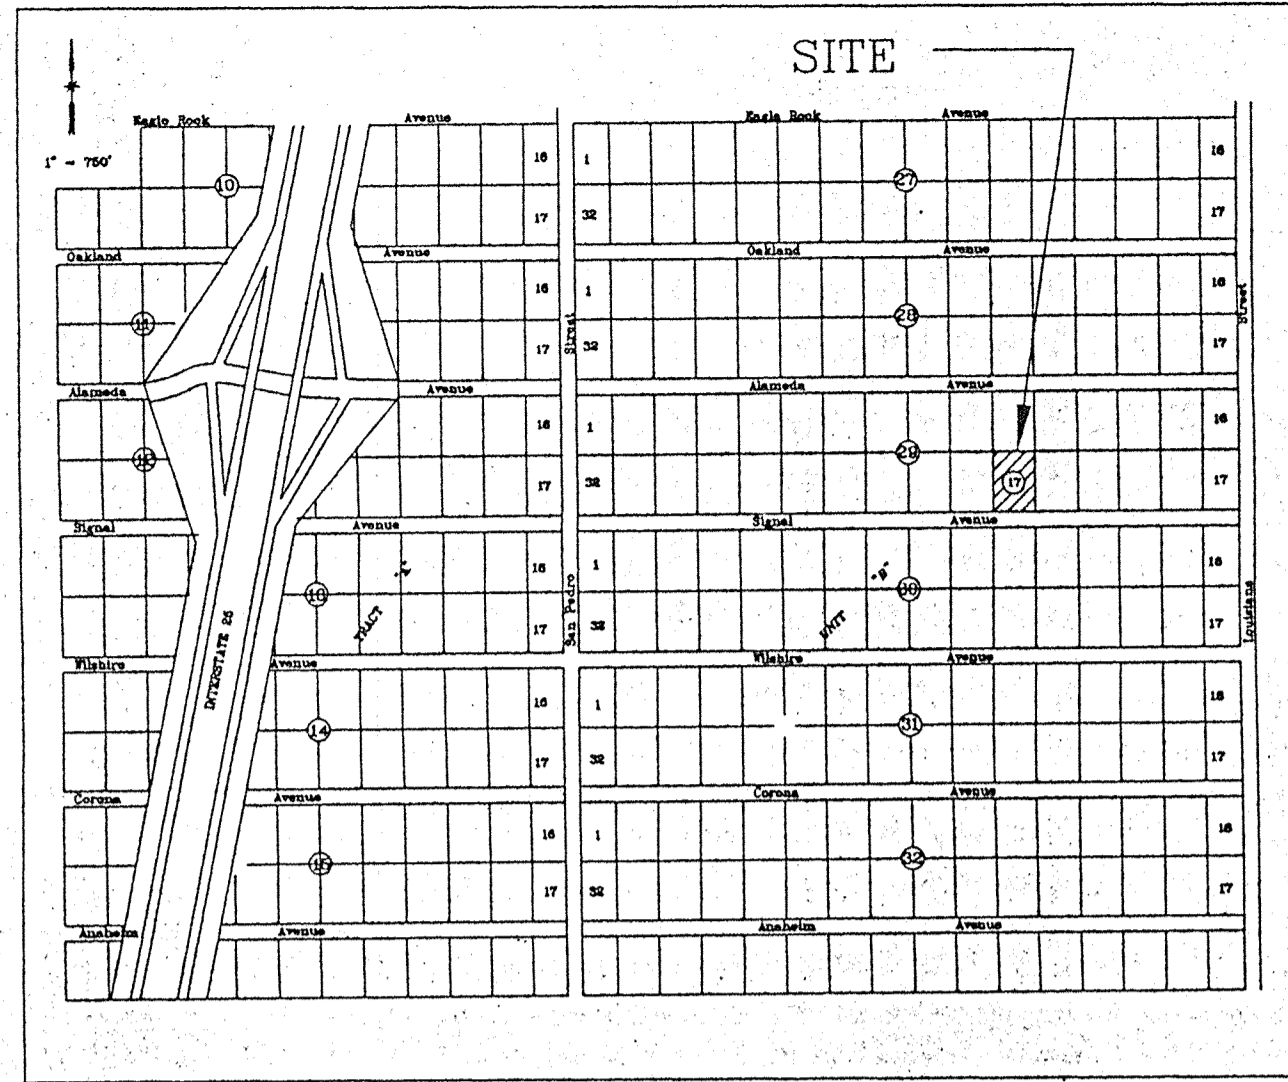 SITE
1" = 750'
Eagle Rock Avenue Eagle Rock Avenue
16 1 16
10 27
17 32 17
Oakland Avenue Oakland Avenue
16 1 16
11 28
17 32 17
Street Street
Alameda Avenue Alameda Avenue
16 1 16
12 29
17 32 17 17
Signal Avenue Signal Avenue
16 1 16
TRACT "A" UNIT "B"
30
17 32 17
INTERSTATE 25
San Pedro Louisiana
Wilshire Avenue Wilshire Avenue
16 1 16
14 31
17 32 17
Corona Avenue Corona Avenue
16 1 16
15 32
17 32 17
Anaheim Avenue Anaheim Avenue